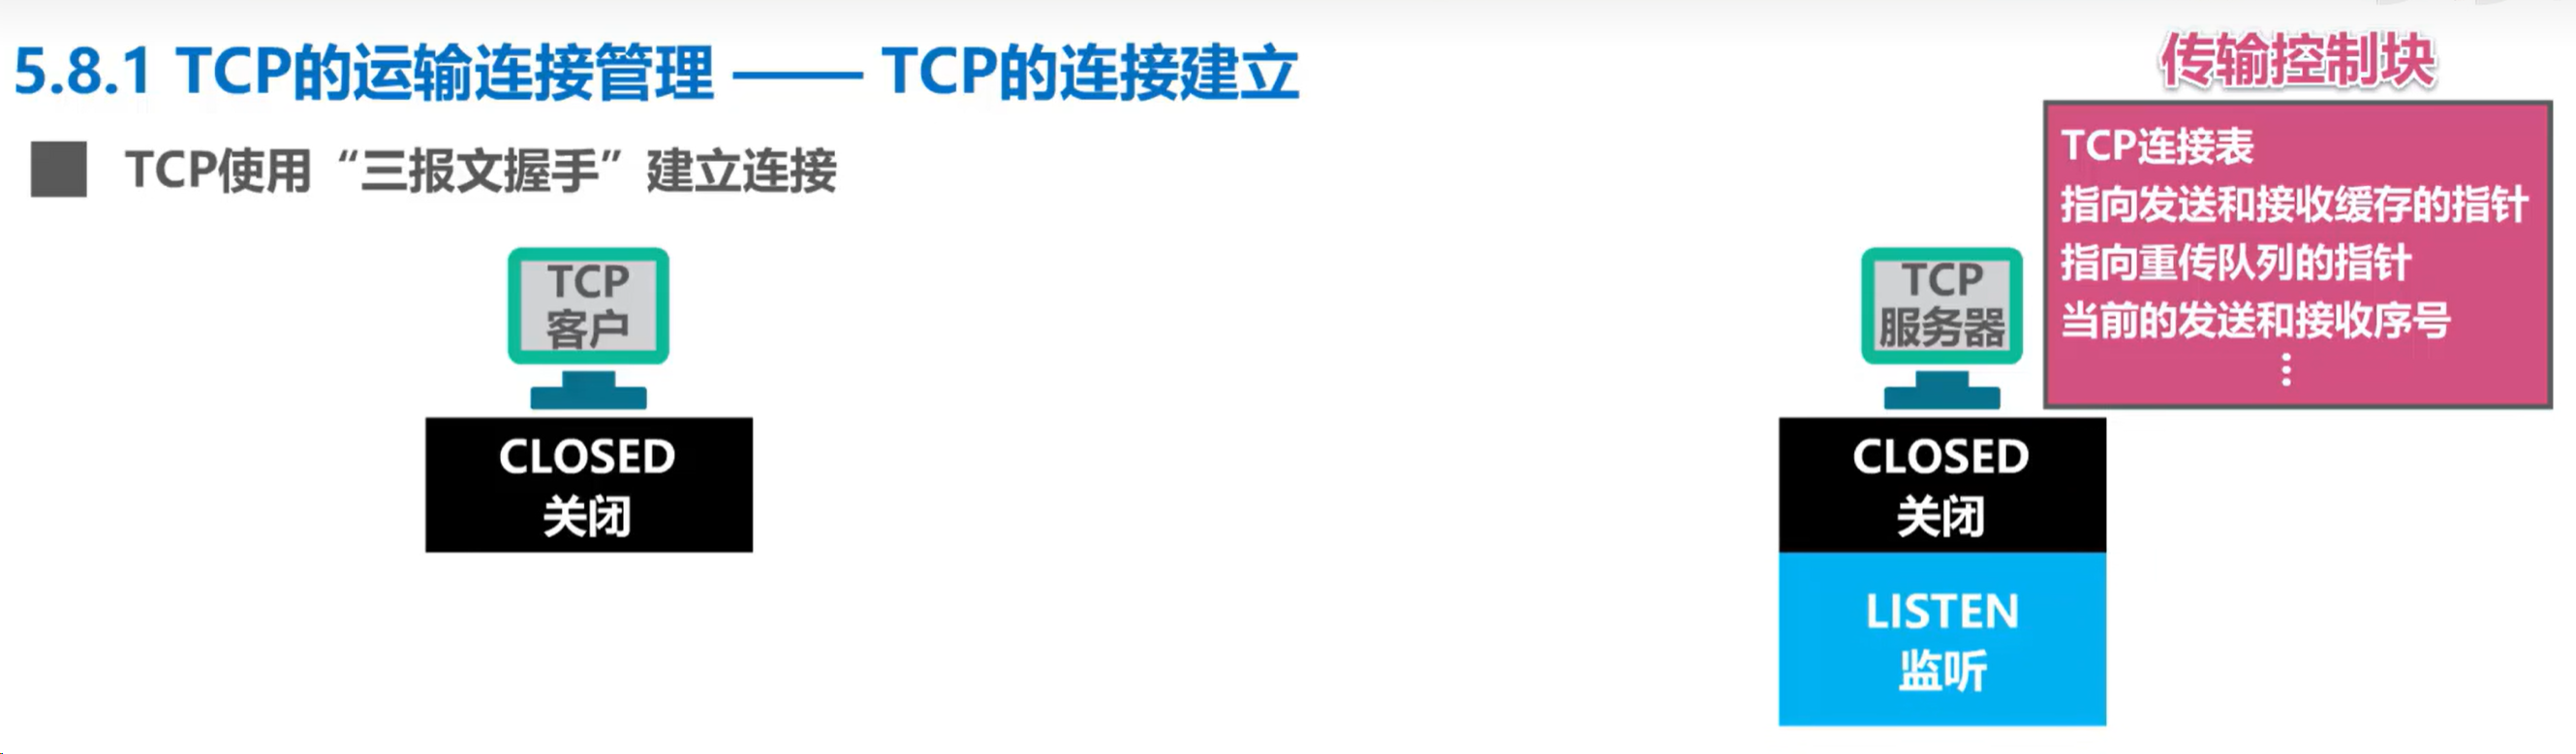 5.8.1 TCP的运输连接管理 —— TCP的连接建立
TCP使用“三报文握手”建立连接
传输控制块
TCP连接表
指向发送和接收缓存的指针
指向重传队列的指针
当前的发送和接收序号
⋮
TCP
客户
CLOSED
关闭
TCP
服务器
CLOSED
关闭
LISTEN
监听